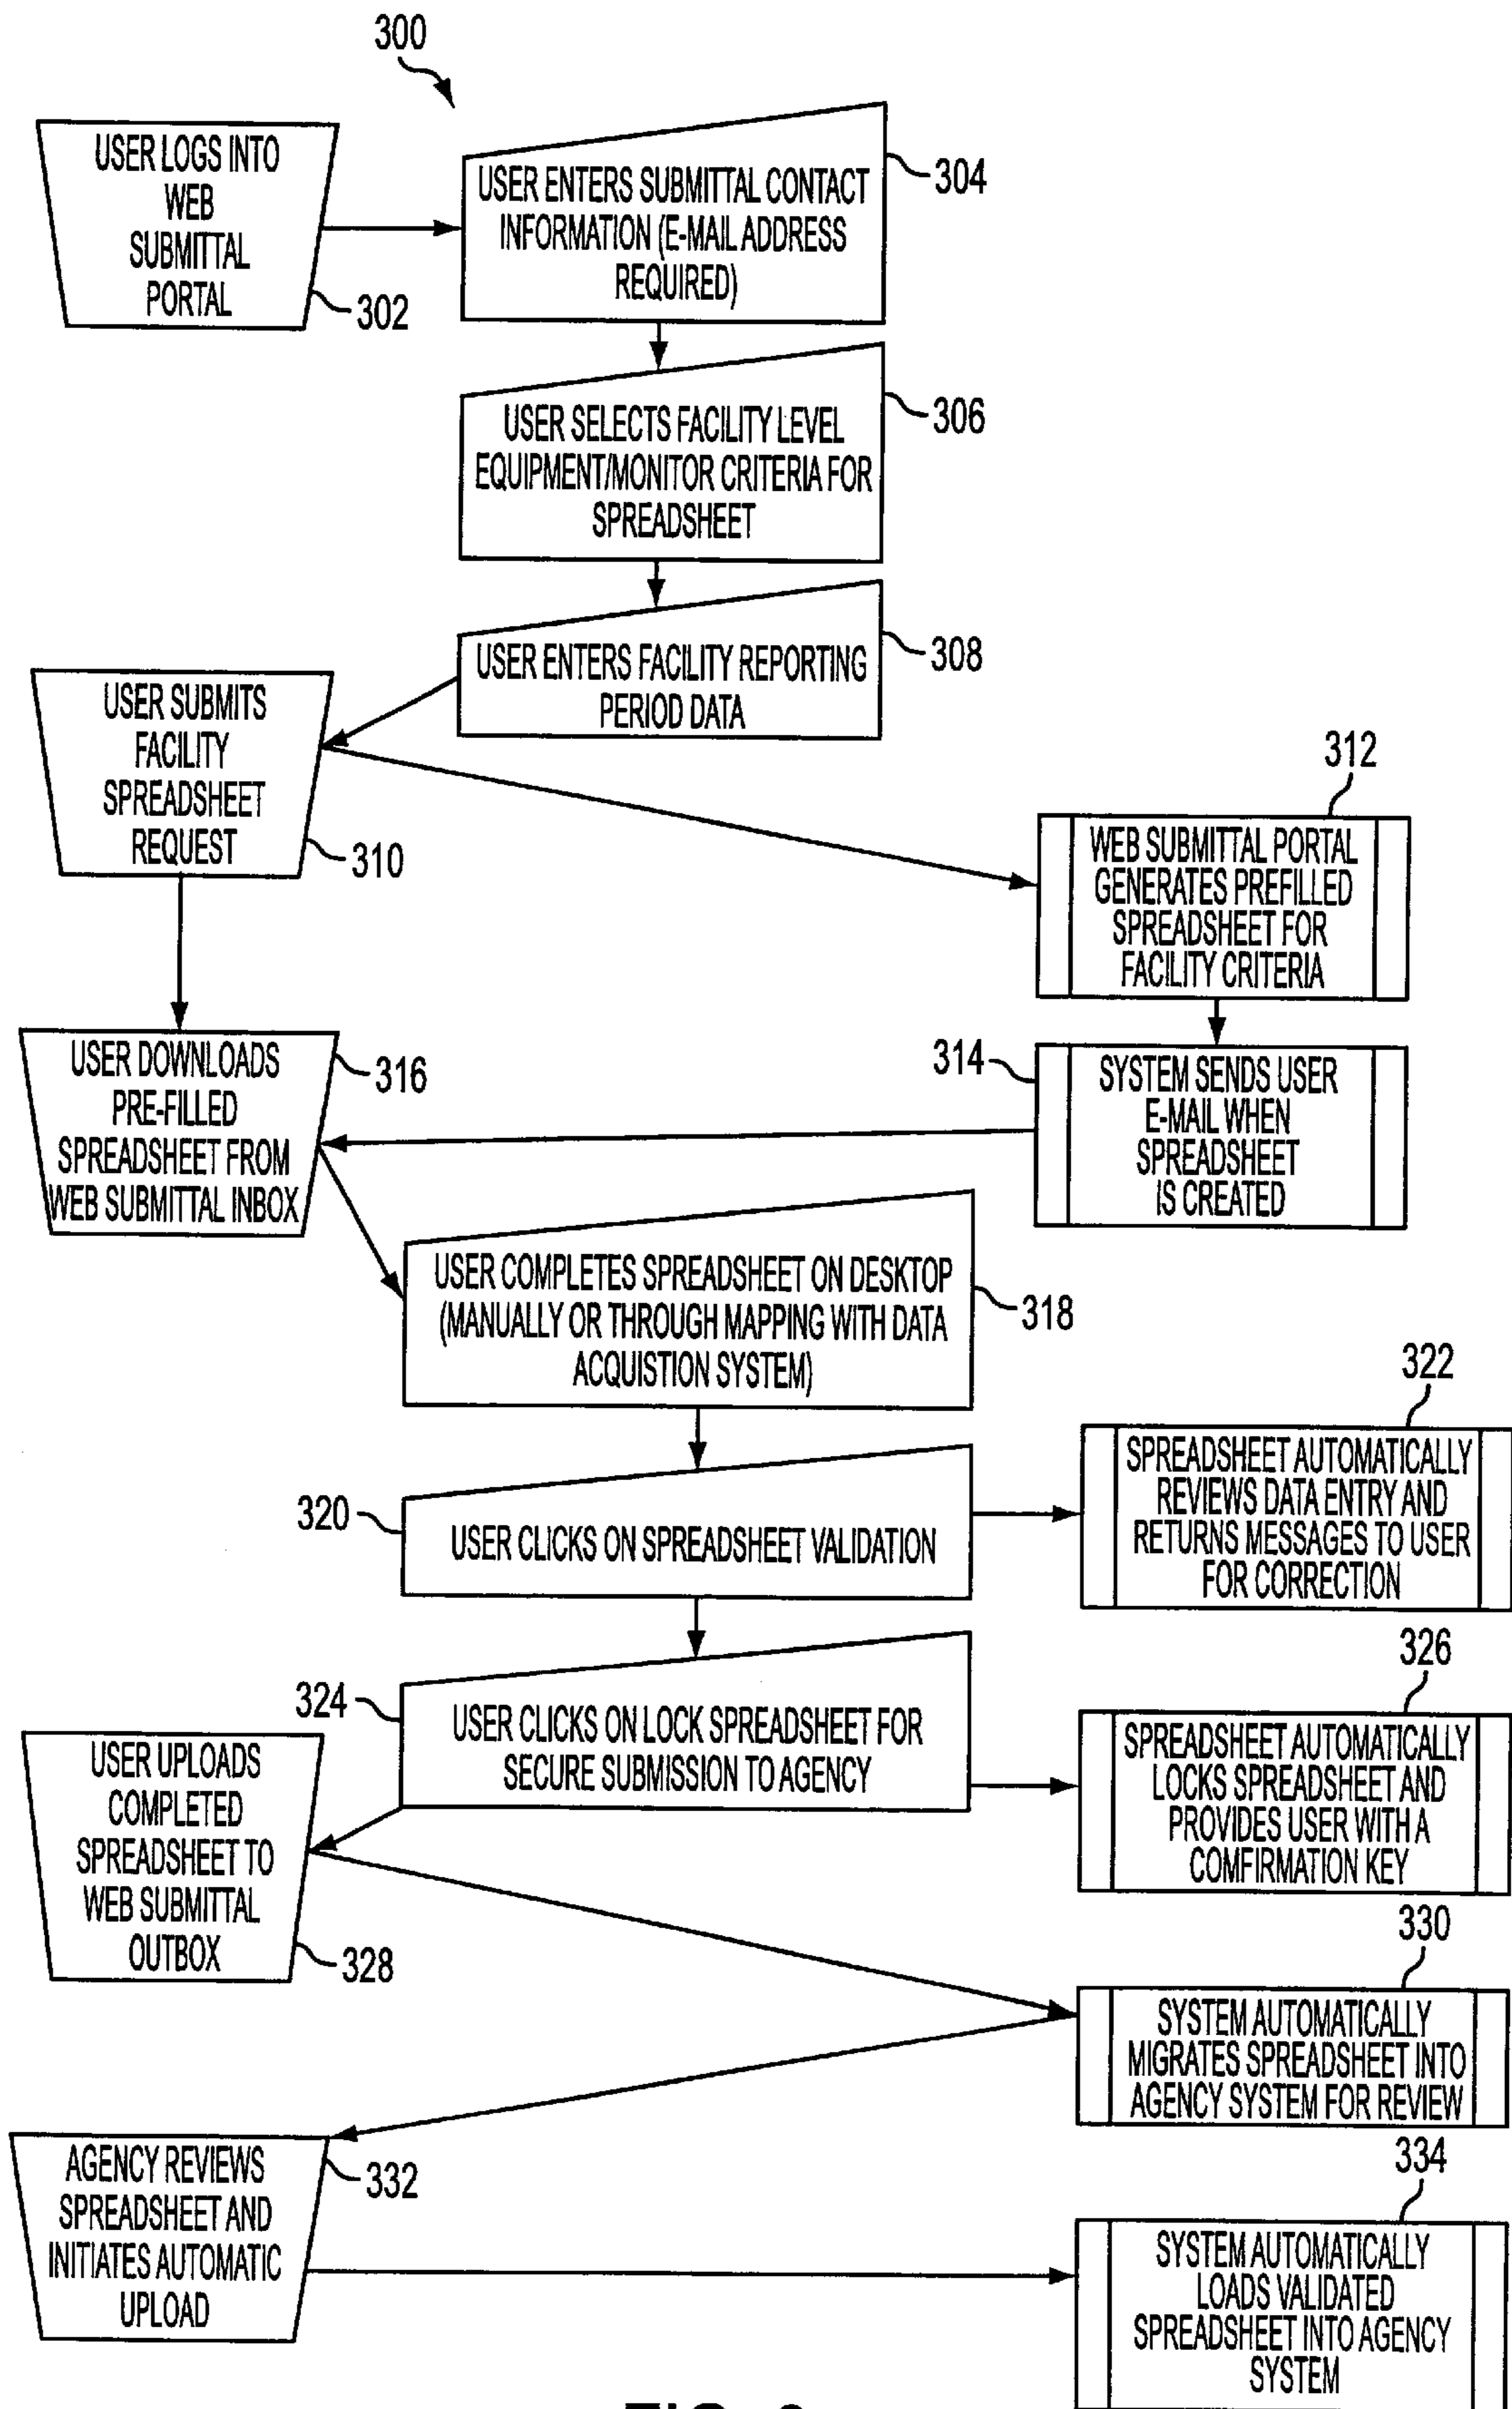 300
USER LOGS INTO
WEB
SUBMITTAL
PORTAL
302
USER ENTERS SUBMITTAL CONTACT
INFORMATION (E-MAIL ADDRESS
REQUIRED)
304
USER SELECTS FACILITY LEVEL
EQUIPMENT/MONITOR CRITERIA FOR
SPREADSHEET
306
USER ENTERS FACILITY REPORTING
PERIOD DATA
308
USER SUBMITS
FACILITY
SPREADSHEET
REQUEST
310
312
WEB SUBMITTAL PORTAL
GENERATES PREFILLED
SPREADSHEET FOR
FACILITY CRITERIA
314
SYSTEM SENDS USER
E-MAIL WHEN
SPREADSHEET
IS CREATED
USER DOWNLOADS
PRE-FILLED
SPREADSHEET FROM
WEB SUBMITTAL INBOX
316
USER COMPLETES SPREADSHEET ON DESKTOP
(MANUALLY OR THROUGH MAPPING WITH DATA
ACQUISTION SYSTEM)
318
320
USER CLICKS ON SPREADSHEET VALIDATION
322
SPREADSHEET AUTOMATICALLY
REVIEWS DATA ENTRY AND
RETURNS MESSAGES TO USER
FOR CORRECTION
324
USER CLICKS ON LOCK SPREADSHEET FOR
SECURE SUBMISSION TO AGENCY
326
SPREADSHEET AUTOMATICALLY
LOCKS SPREADSHEET AND
PROVIDES USER WITH A
COMFIRMATION KEY
USER UPLOADS
COMPLETED
SPREADSHEET TO
WEB SUBMITTAL
OUTBOX
328
330
SYSTEM AUTOMATICALLY
MIGRATES SPREADSHEET INTO
AGENCY SYSTEM FOR REVIEW
AGENCY REVIEWS
SPREADSHEET AND
INITIATES AUTOMATIC
UPLOAD
332
334
SYSTEM AUTOMATICALLY
LOADS VALIDATED
SPREADSHEET INTO AGENCY
SYSTEM